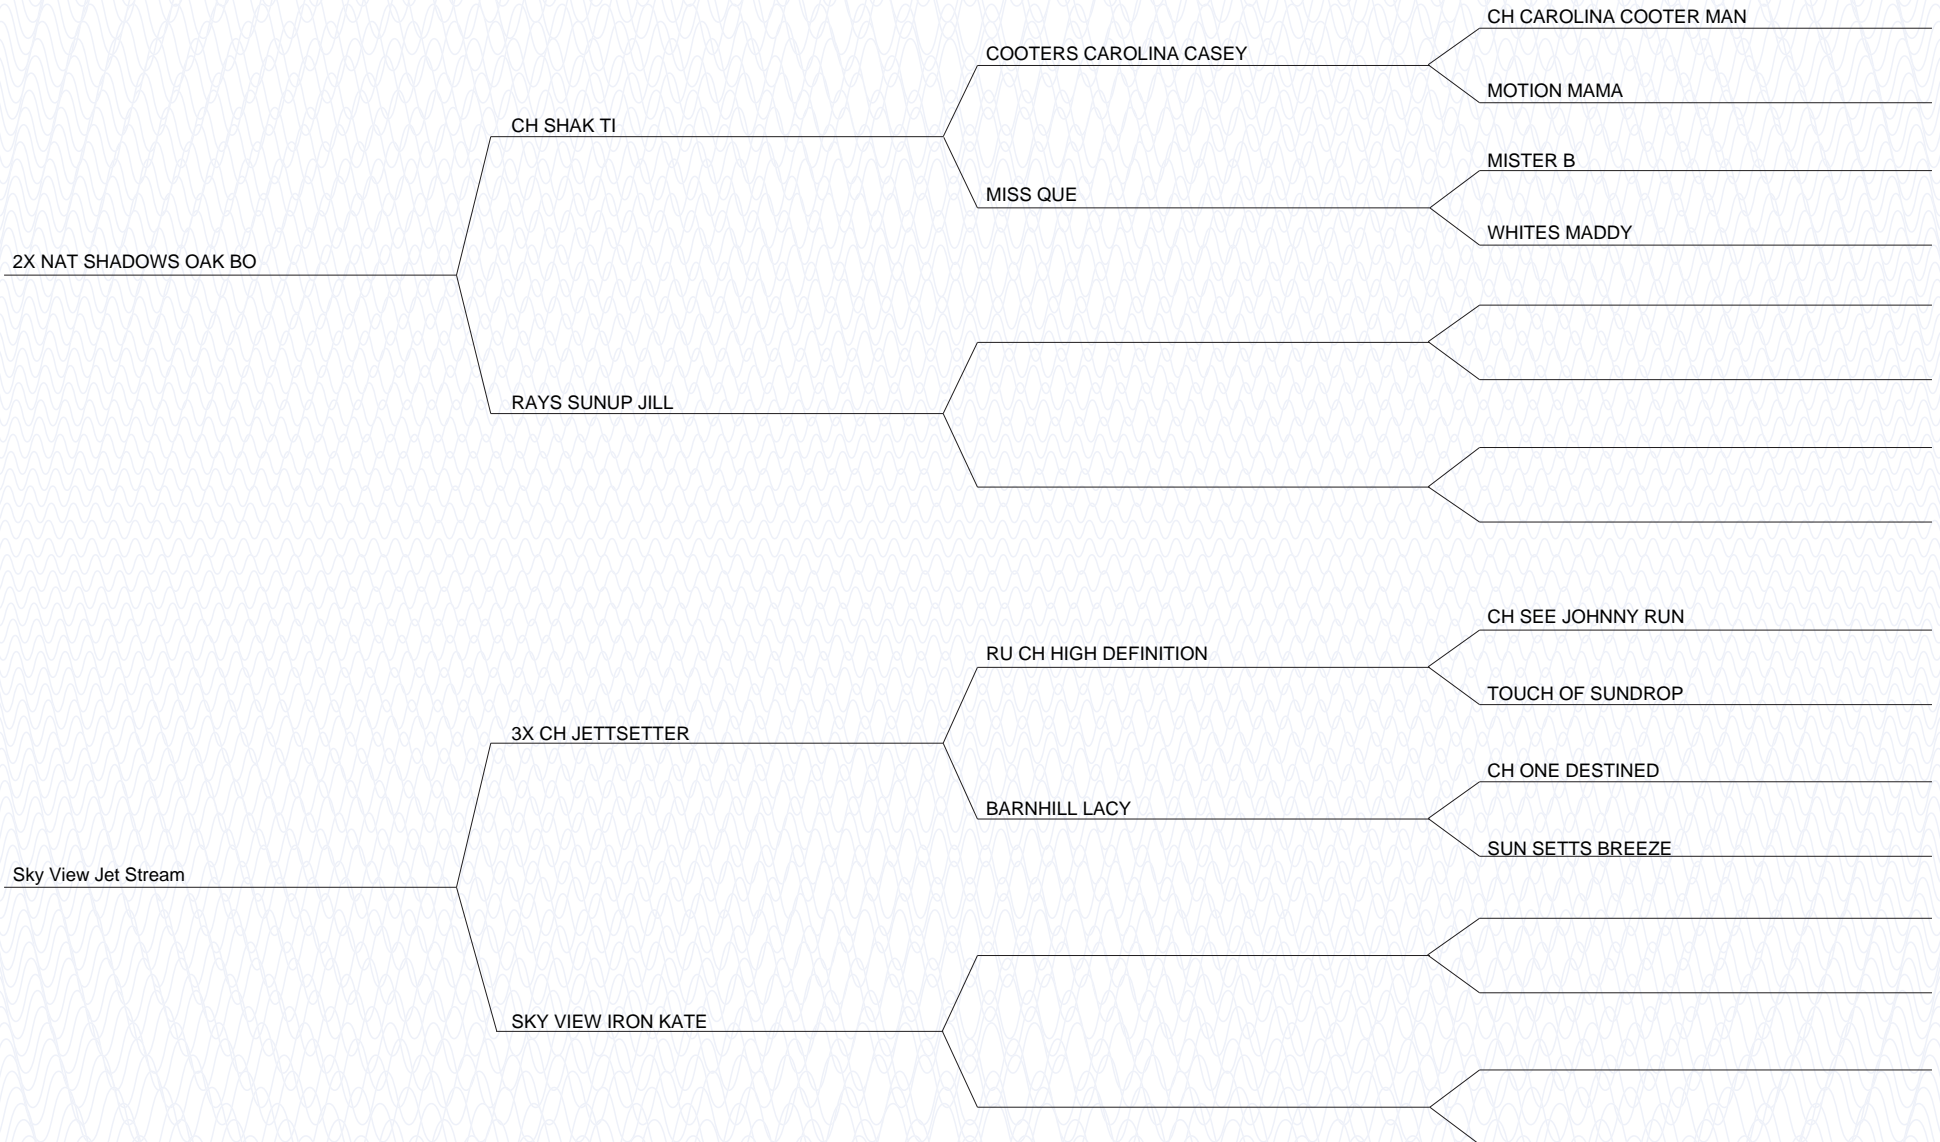 CH CAROLINA COOTER MAN
COOTERS CAROLINA CASEY
MOTION MAMA
CH SHAK TI
MISTER B
MISS QUE
WHITES MADDY
2X NAT SHADOWS OAK BO
RAYS SUNUP JILL
CH SEE JOHNNY RUN
RU CH HIGH DEFINITION
TOUCH OF SUNDROP
3X CH JETTSETTER
CH ONE DESTINED
BARNHILL LACY
SUN SETTS BREEZE
Sky View Jet Stream
SKY VIEW IRON KATE